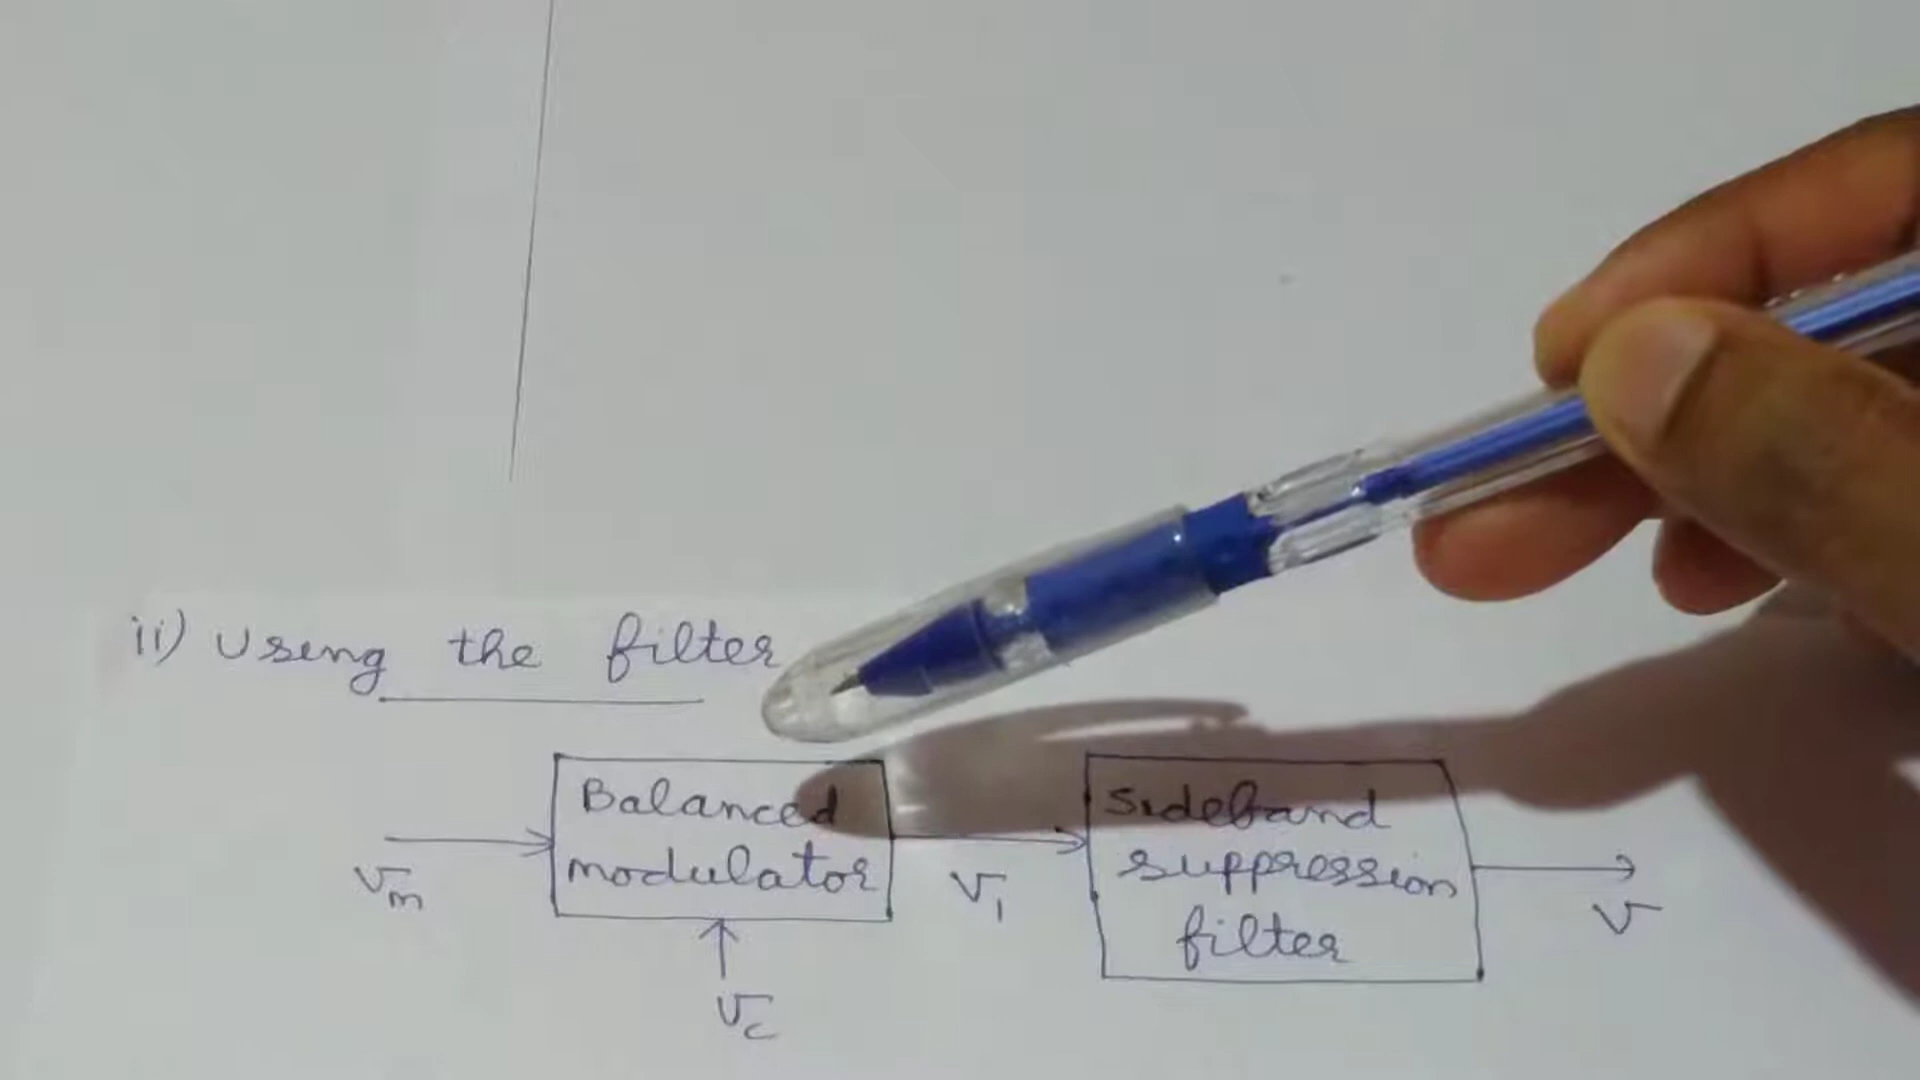 ii) Using the filter
Balanced
modulator
Vm
Vc
V1
Sideband
suppression
filter
V